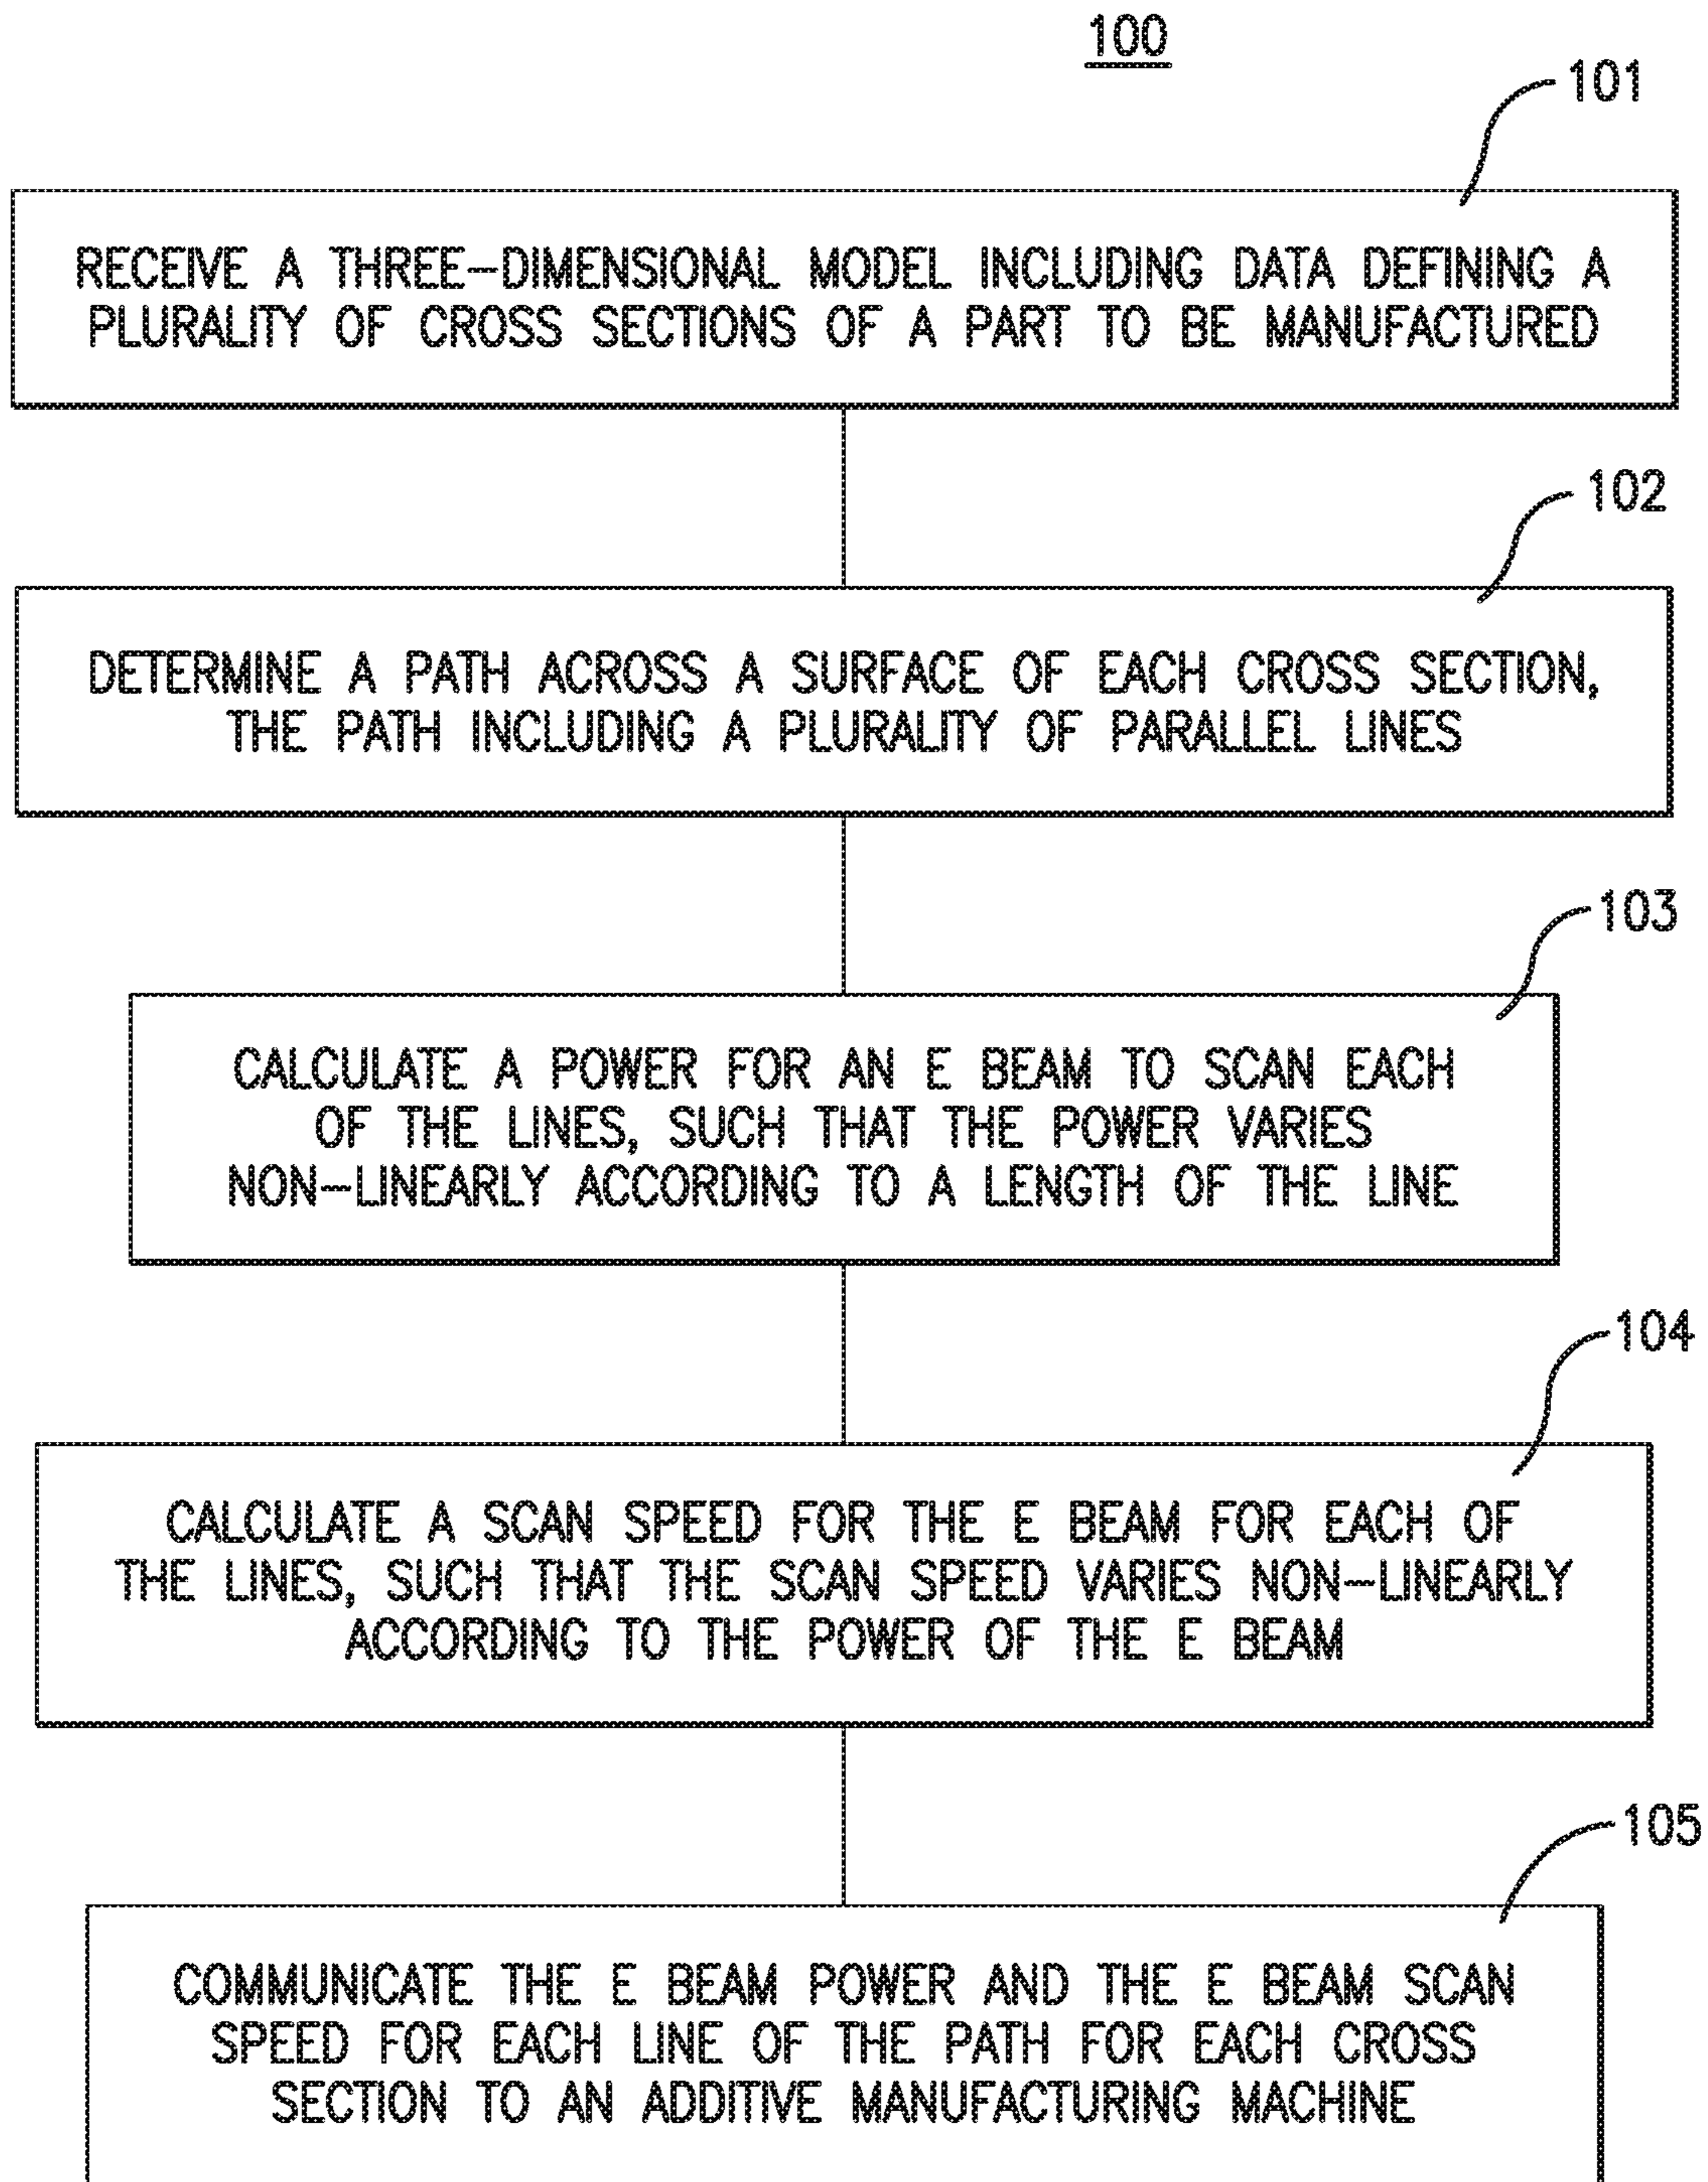 100
101
RECEIVE A THREE-DIMENSIONAL MODEL INCLUDING DATA DEFINING A
PLURALITY OF CROSS SECTIONS OF A PART TO BE MANUFACTURED
102
DETERMINE A PATH ACROSS A SURFACE OF EACH CROSS SECTION,
THE PATH INCLUDING A PLURALITY OF PARALLEL LINES
103
CALCULATE A POWER FOR AN E BEAM TO SCAN EACH
OF THE LINES, SUCH THAT THE POWER VARIES
NON-LINEARLY ACCORDING TO A LENGTH OF THE LINE
104
CALCULATE A SCAN SPEED FOR THE E BEAM FOR EACH OF
THE LINES, SUCH THAT THE SCAN SPEED VARIES NON-LINEARLY
ACCORDING TO THE POWER OF THE E BEAM
105
COMMUNICATE THE E BEAM POWER AND THE E BEAM SCAN
SPEED FOR EACH LINE OF THE PATH FOR EACH CROSS
SECTION TO AN ADDITIVE MANUFACTURING MACHINE